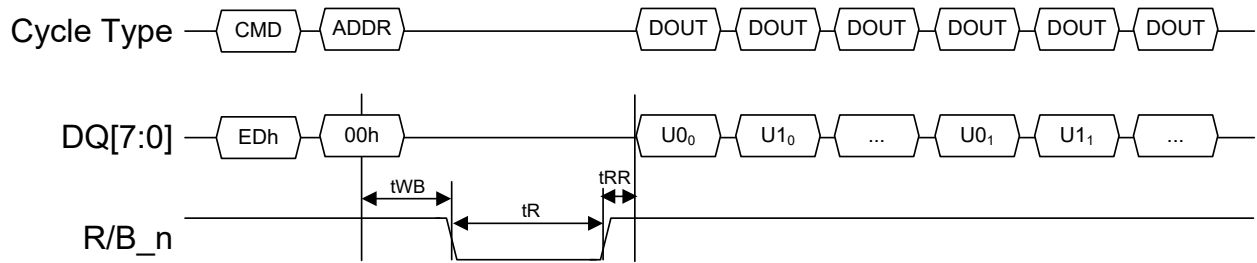 Cycle Type CMD ADDR DOUT DOUT DOUT DOUT DOUT DOUT
DQ[7:0] EDh 00h U0₀ U1₀ ... U0₁ U1₁ ...
tWB tR tRR
R/B_n